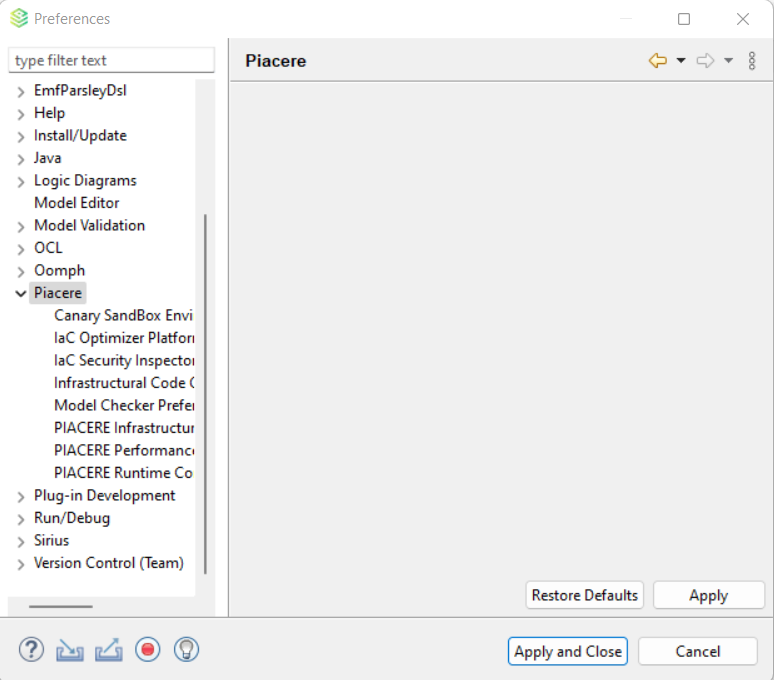 Preferences
type filter text
EmfParsleyDsl
Help
Install/Update
Java
Logic Diagrams
Model Editor
Model Validation
OCL
Oomph
Piacere
Canary SandBox Envi
IaC Optimizer Platfor
IaC Security Inspector
Infrastructural Code
Model Checker Prefe
PIACERE Infrastructur
PIACERE Performance
PIACERE Runtime Co
Plug-in Development
Run/Debug
Sirius
Version Control (Team)
Piacere
Restore Defaults
Apply
?
Apply and Close
Cancel